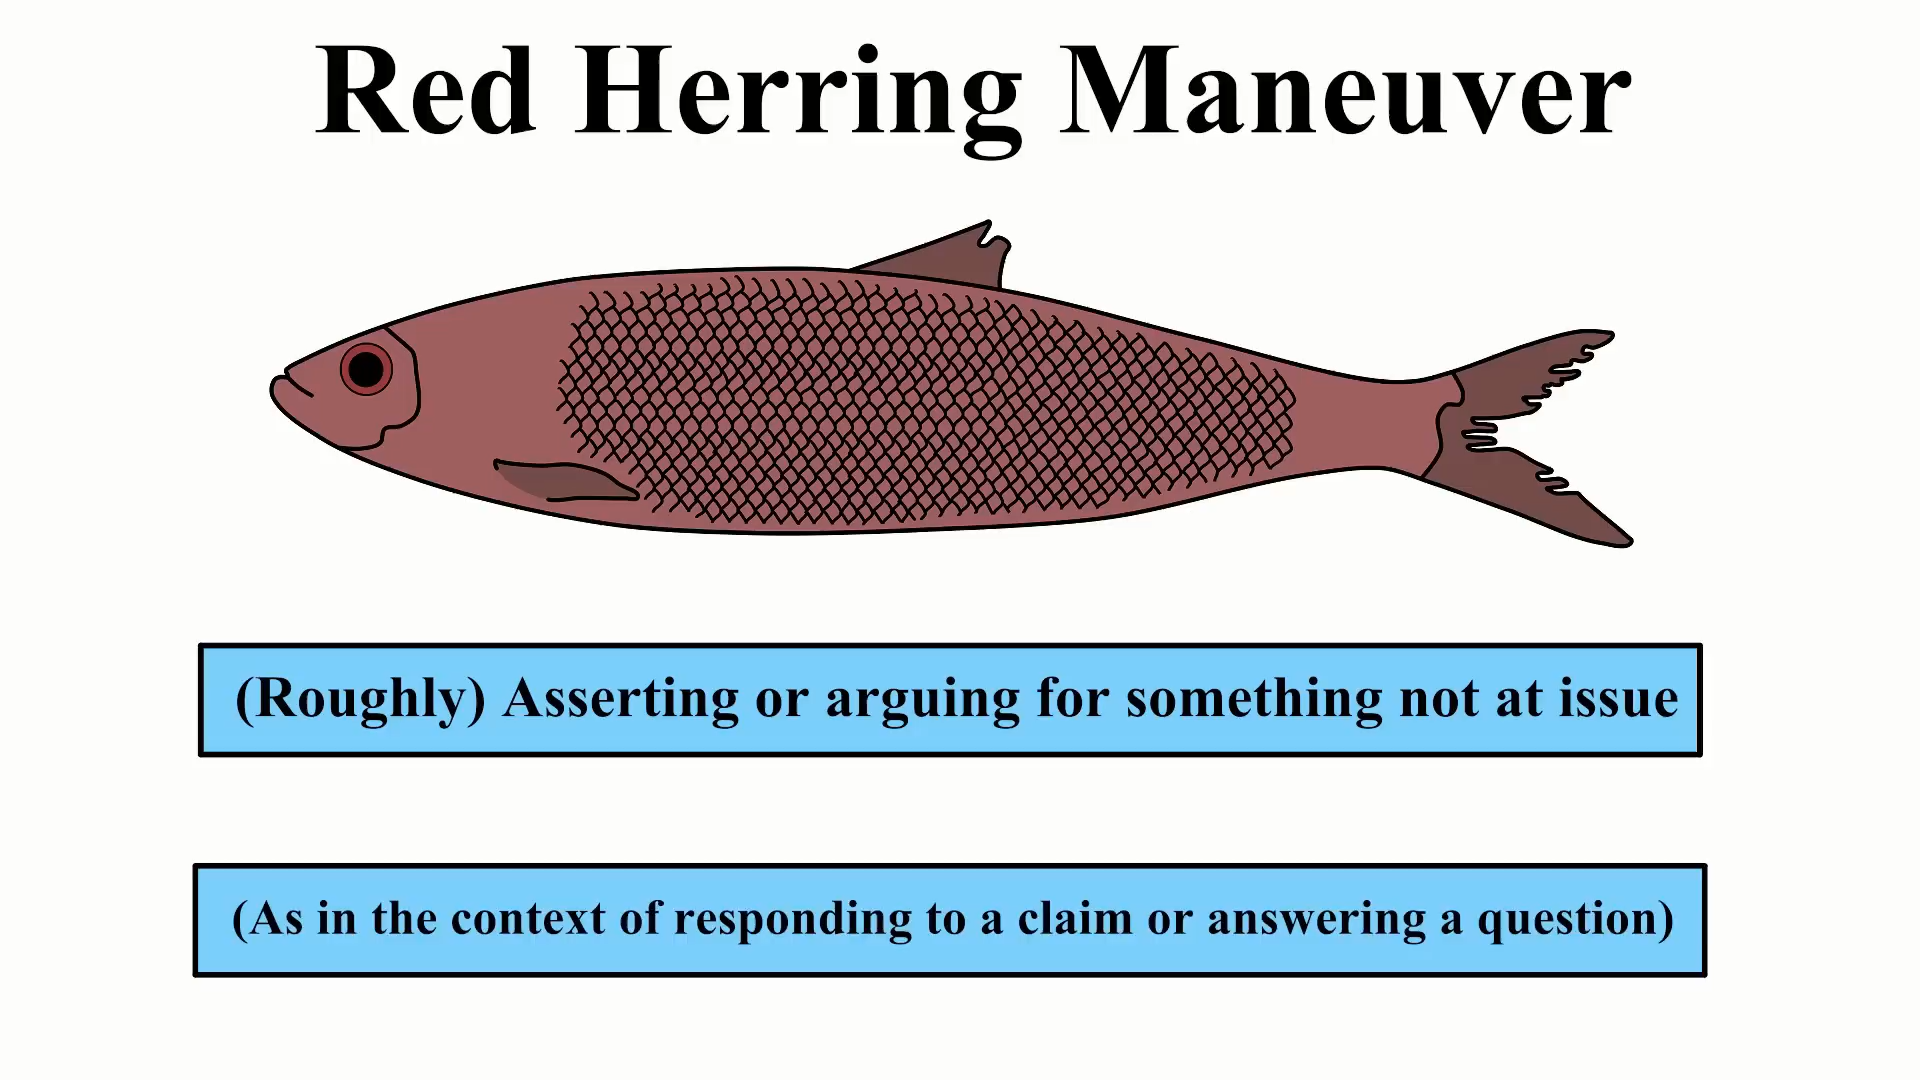 Red Herring Maneuver
(Roughly) Asserting or arguing for something not at issue
(As in the context of responding to a claim or answering a question)